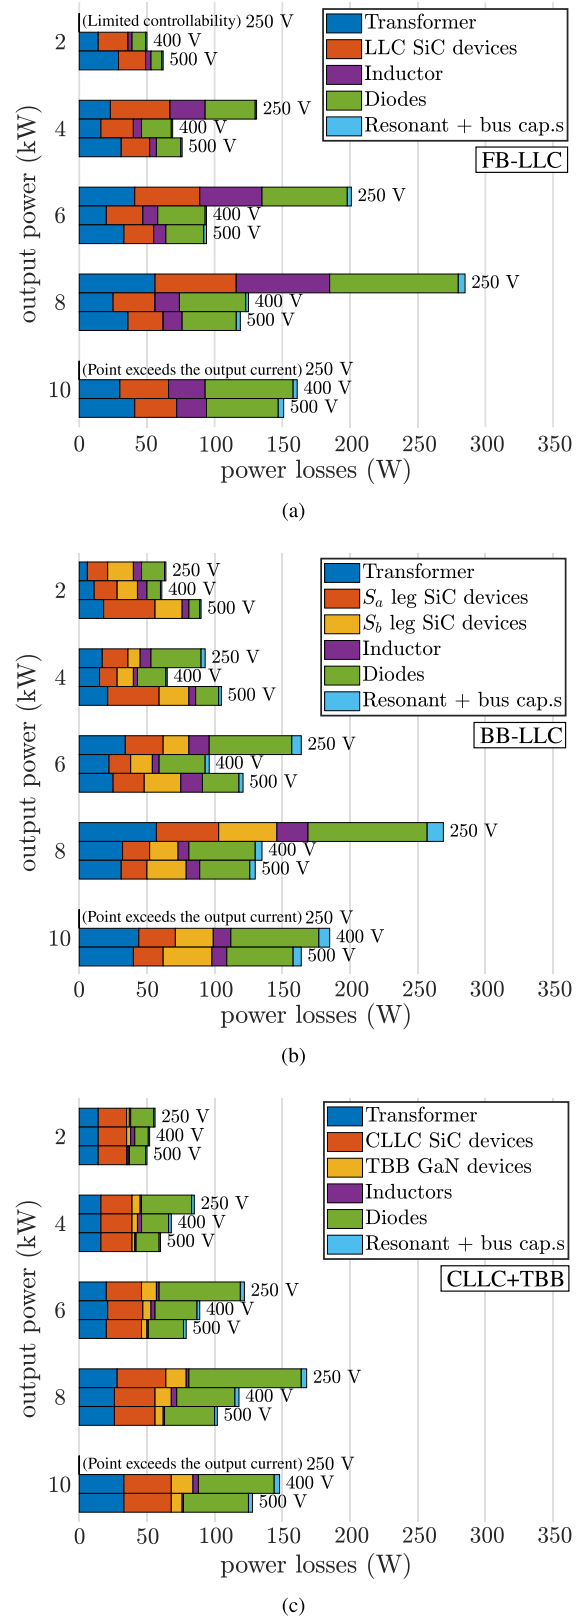 (Limited controllability) 250 V
2
400 V
500 V
Transformer
LLC SiC devices
Inductor
Diodes
Resonant + bus cap.s
FB-LLC
250 V
4
400 V
500 V
250 V
6
400 V
500 V
250 V
8
400 V
500 V
(Point exceeds the output current) 250 V
10
400 V
500 V
output power (kW)
0 50 100 150 200 250 300 350
power losses (W)
(a)
250 V
2
400 V
500 V
Transformer
Sa leg SiC devices
Sb leg SiC devices
Inductor
Diodes
Resonant + bus cap.s
BB-LLC
250 V
4
400 V
500 V
250 V
6
400 V
500 V
250 V
8
400 V
500 V
(Point exceeds the output current) 250 V
10
400 V
500 V
output power (kW)
0 50 100 150 200 250 300 350
power losses (W)
(b)
250 V
2
400 V
500 V
Transformer
CLLC SiC devices
TBB GaN devices
Inductors
Diodes
Resonant + bus cap.s
CLLC+TBB
250 V
4
400 V
500 V
250 V
6
400 V
500 V
250 V
8
400 V
500 V
(Point exceeds the output current) 250 V
10
400 V
500 V
output power (kW)
0 50 100 150 200 250 300 350
power losses (W)
(c)